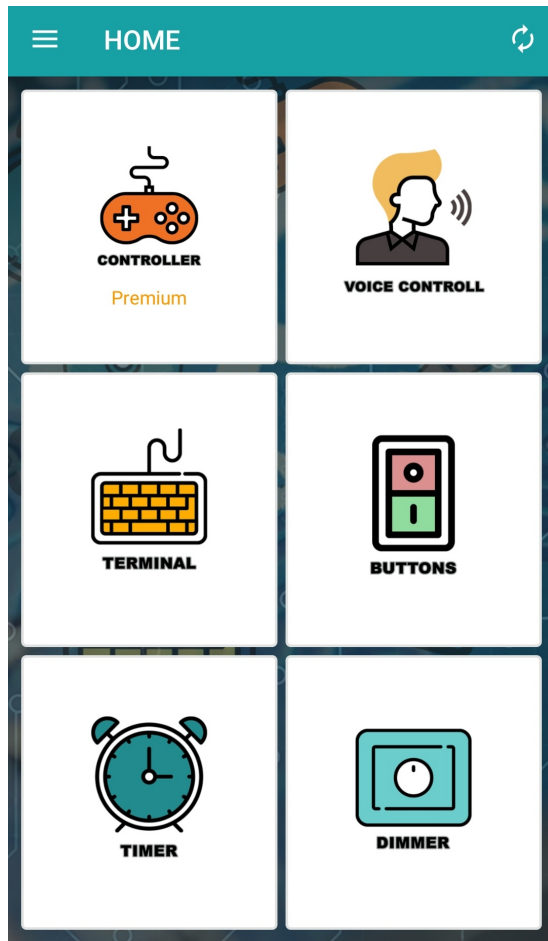 HOME
CONTROLLER
Premium
VOICE CONTROLL
TERMINAL
BUTTONS
TIMER
DIMMER